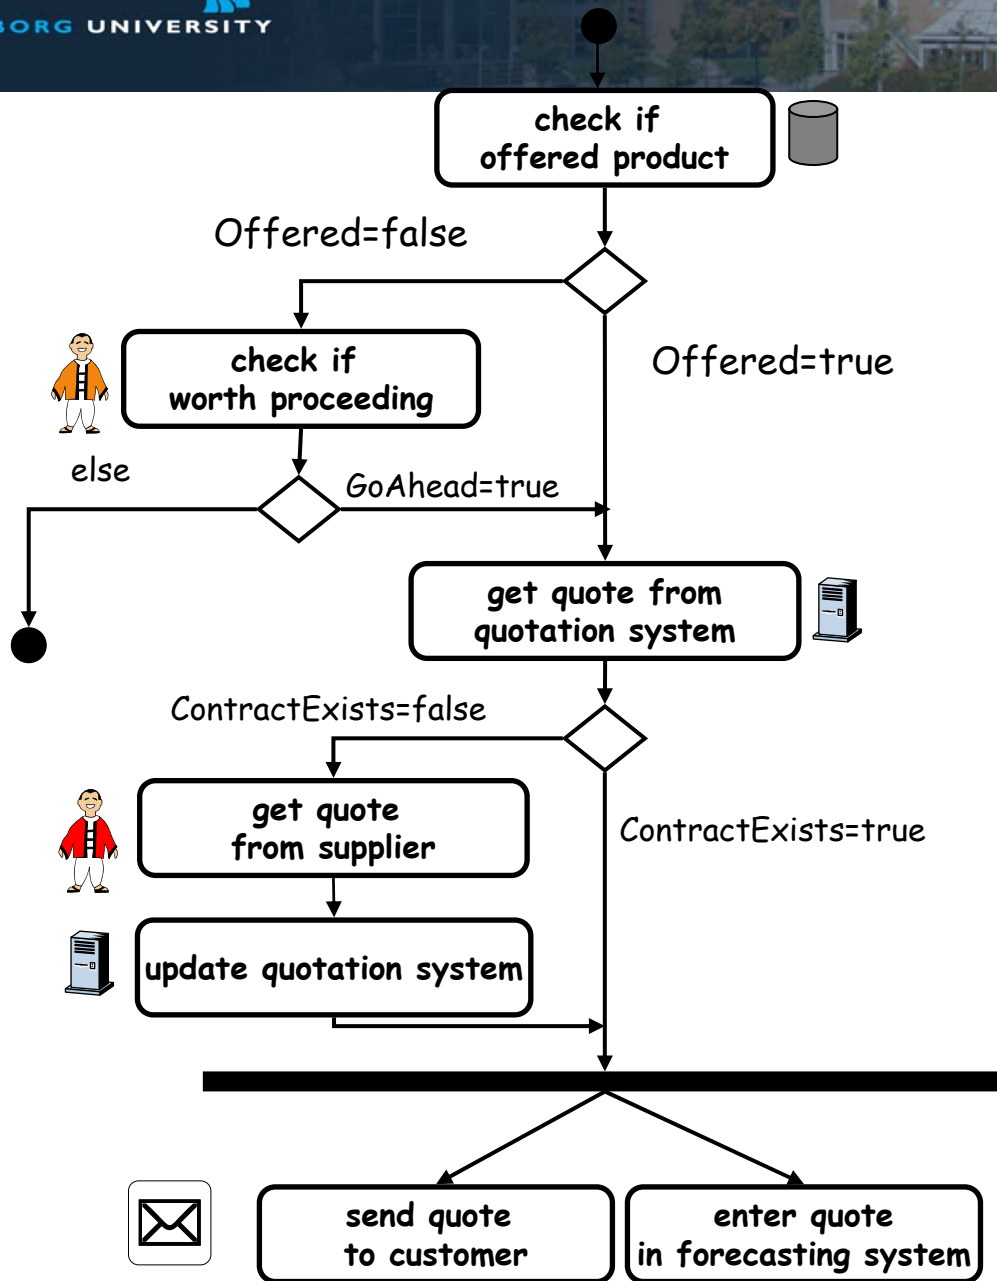 BORG UNIVERSITY
check if
offered product
Offered=false
Offered=true
check if
worth proceeding
else
GoAhead=true
get quote from
quotation system
ContractExists=false
get quote
from supplier
ContractExists=true
update quotation system
send quote
to customer
enter quote
in forecasting system